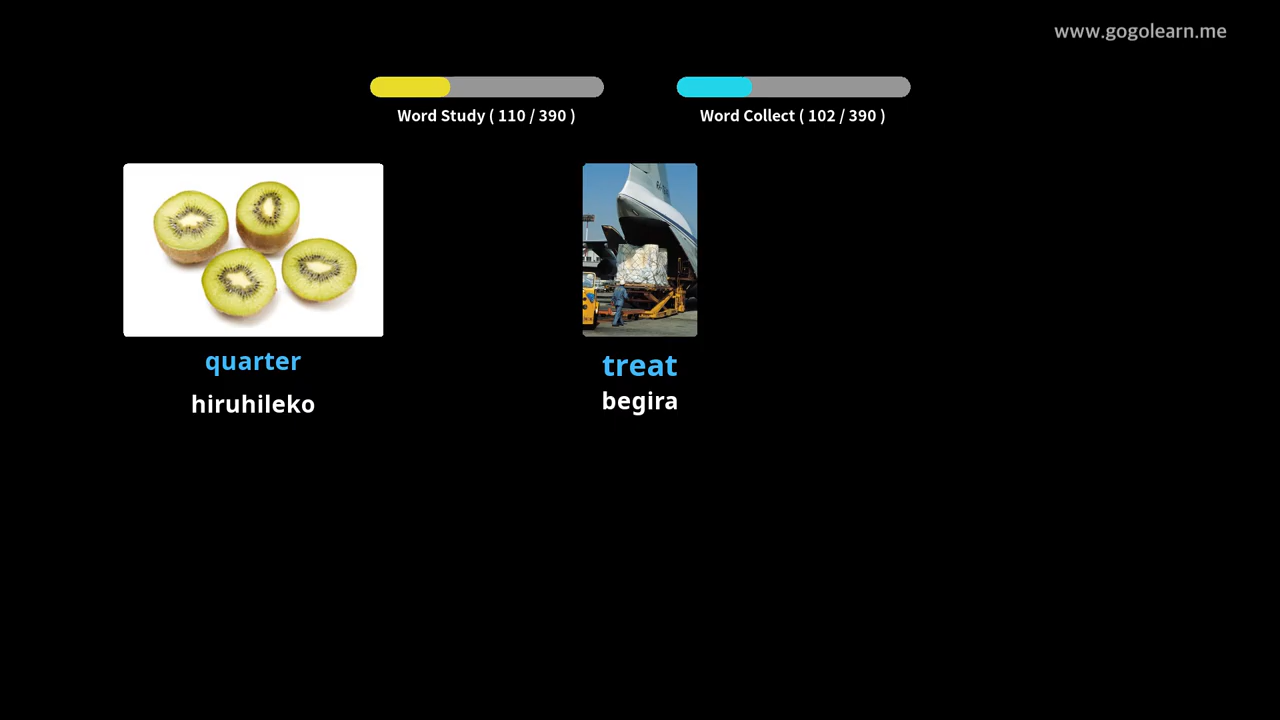 www.gogolearn.me
Word Study ( 110 / 390 )
Word Collect ( 102 / 390 )
quarter
hiruhileko
treat
begira